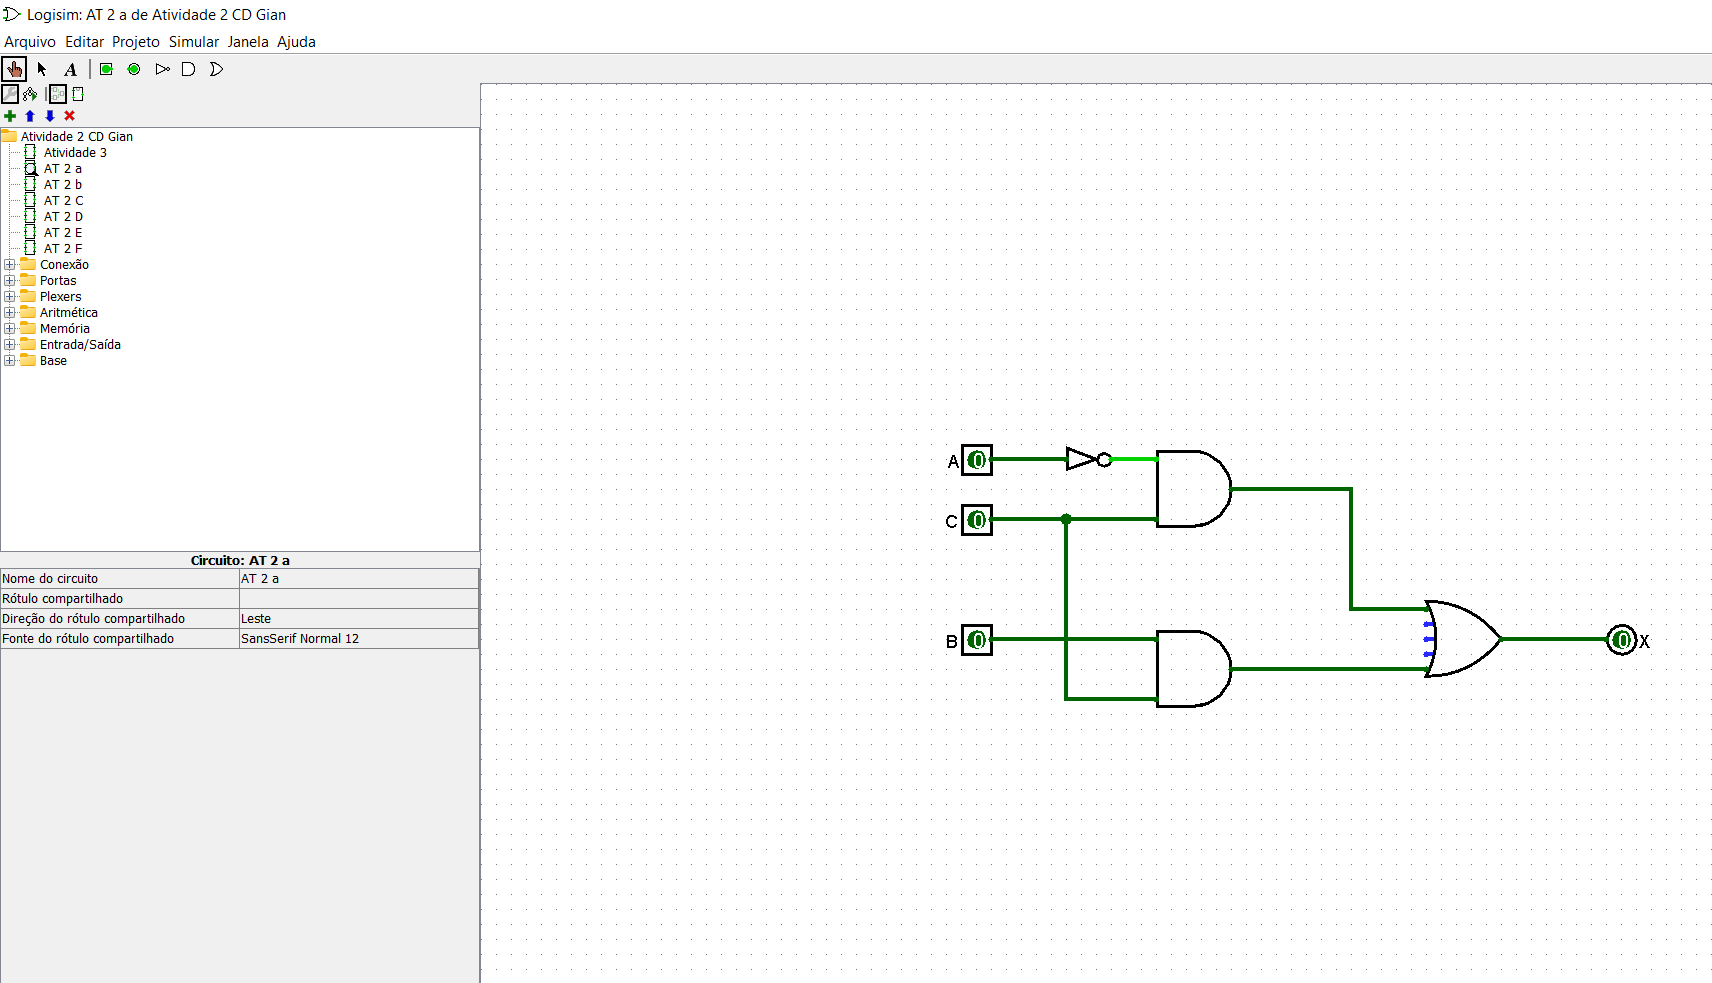 Logisim: AT 2 a de Atividade 2 CD Gian
Arquivo Editar Projeto Simular Janela Ajuda
A
Atividade 2 CD Gian
Atividade 3
AT 2 a
AT 2 b
AT 2 C
AT 2 D
AT 2 E
AT 2 F
Conexão
Portas
Plexers
Aritmética
Memória
Entrada/Saída
Base
Circuito: AT 2 a
Nome do circuito AT 2 a
Rótulo compartilhado
Direção do rótulo compartilhado Leste
Fonte do rótulo compartilhado SansSerif Normal 12
A 0
C 0
B 0
0 X